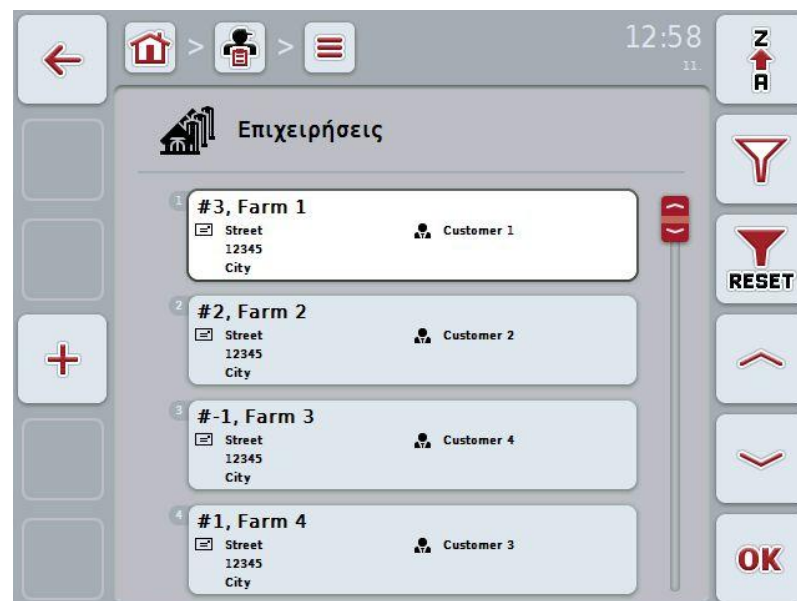 12:58
11.
Z
A
Επιχειρήσεις
1
#3, Farm 1
Street
12345
City
Customer 1
RESET
2
#2, Farm 2
Street
12345
City
Customer 2
3
#-1, Farm 3
Street
12345
City
Customer 4
4
#1, Farm 4
Street
12345
City
Customer 3
OK